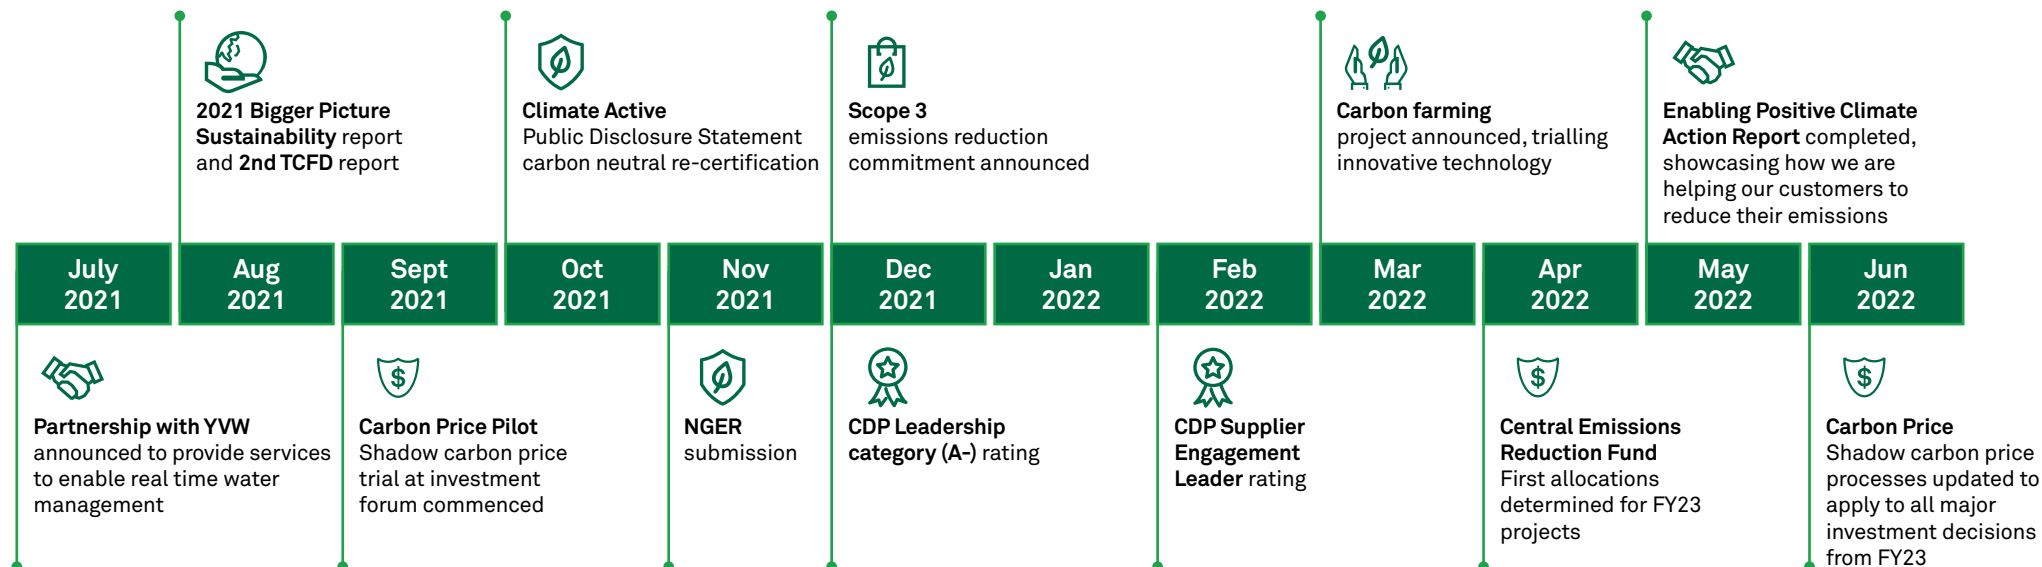 2021 Bigger Picture
Sustainability report
and 2nd TCFD report
Climate Active
Public Disclosure Statement
carbon neutral re-certification
Scope 3
emissions reduction
commitment announced
Carbon farming
project announced, trialling
innovative technology
Enabling Positive Climate
Action Report completed,
showcasing how we are
helping our customers to
reduce their emissions
July
2021
Aug
2021
Sept
2021
Oct
2021
Nov
2021
Dec
2021
Jan
2022
Feb
2022
Mar
2022
Apr
2022
May
2022
Jun
2022
Partnership with YVW
announced to provide services
to enable real time water
management
$
Carbon Price Pilot
Shadow carbon price
trial at investment
forum commenced
NGER
submission
CDP Leadership
category (A-) rating
CDP Supplier
Engagement
Leader rating
$
Central Emissions
Reduction Fund
First allocations
determined for FY23
projects
$
Carbon Price
Shadow carbon price
processes updated to
apply to all major
investment decisions
from FY23